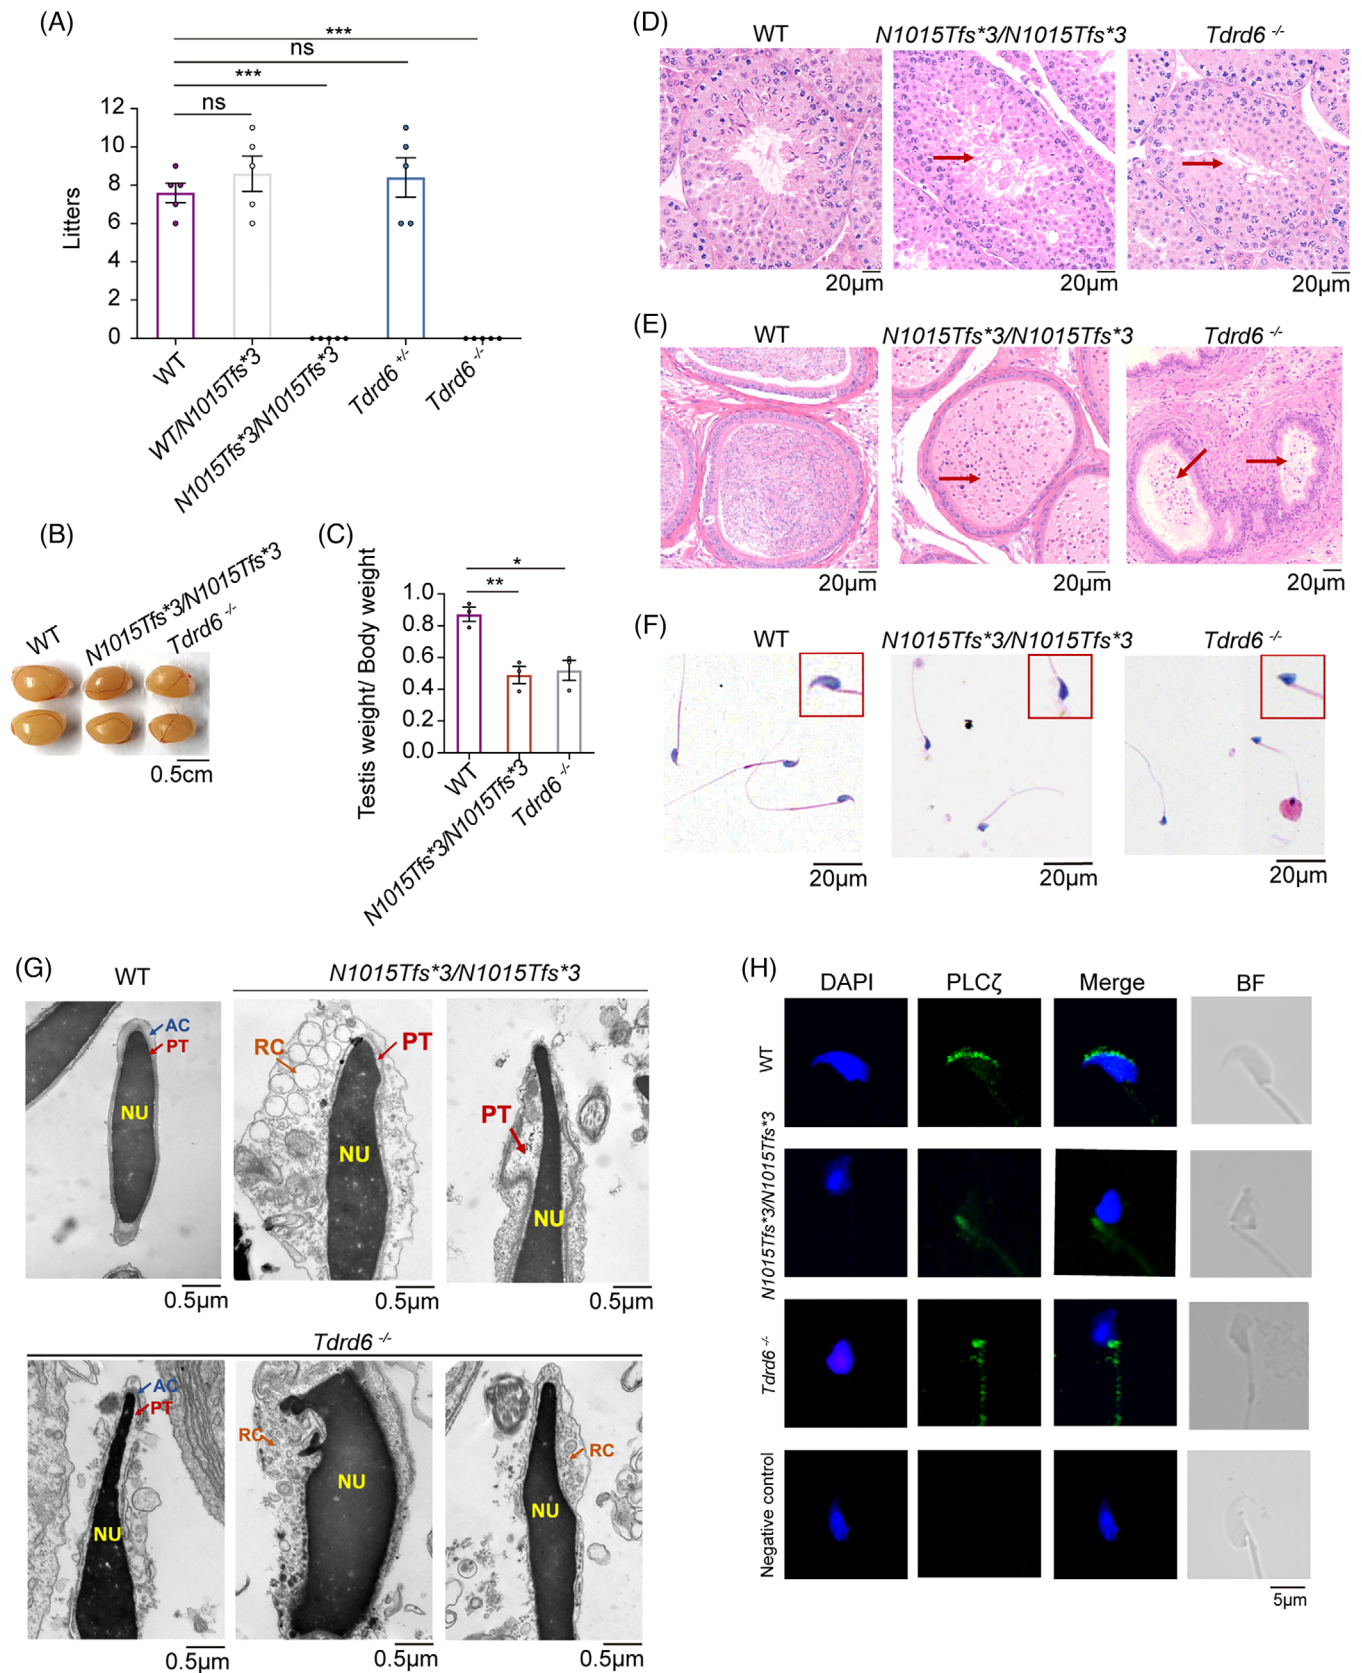 (A)
***
ns
***
ns
Litters
12
10
8
6
4
2
0
WT
WT/N1015Tfs*3
N1015Tfs*3/N1015Tfs*3
Tdrd6 +/-
Tdrd6 -/-
(B)
WT
N1015Tfs*3/N1015Tfs*3
Tdrd6 -/-
0.5cm
(C)
*
**
Testis weight/ Body weight
1.0
0.8
0.6
0.4
0.2
0.0
WT
N1015Tfs*3/N1015Tfs*3
Tdrd6 -/-
(D)
WT
N1015Tfs*3/N1015Tfs*3
Tdrd6 -/-
20μm
20μm
20μm
(E)
WT
N1015Tfs*3/N1015Tfs*3
Tdrd6 -/-
20μm
20μm
20μm
(F)
WT
N1015Tfs*3/N1015Tfs*3
Tdrd6 -/-
20μm
20μm
20μm
(G)
WT
N1015Tfs*3/N1015Tfs*3
AC
PT
NU
RC
PT
NU
PT
NU
0.5μm
0.5μm
0.5μm
Tdrd6 -/-
AC
PT
NU
RC
NU
RC
NU
0.5μm
0.5μm
0.5μm
(H)
DAPI
PLCζ
Merge
BF
WT
N1015Tfs*3/N1015Tfs*3
Tdrd6 -/-
Negative control
5μm